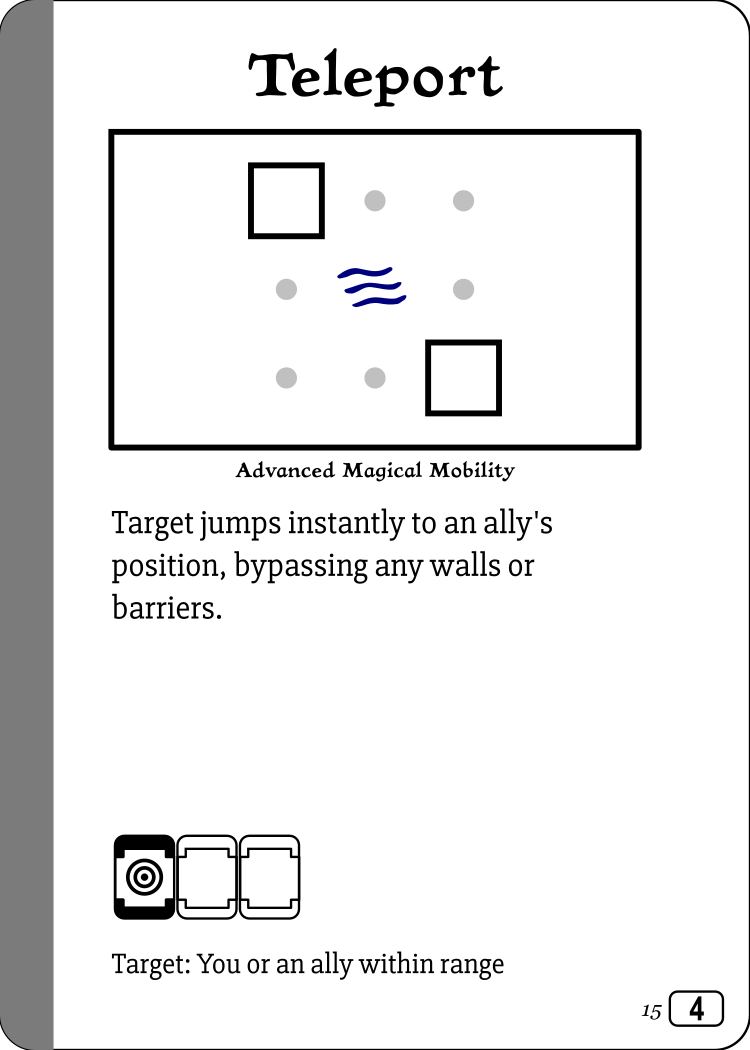 Teleport
Advanced Magical Mobility
Target jumps instantly to an ally's
position, bypassing any walls or
barriers.
Target: You or an ally within range
15 4